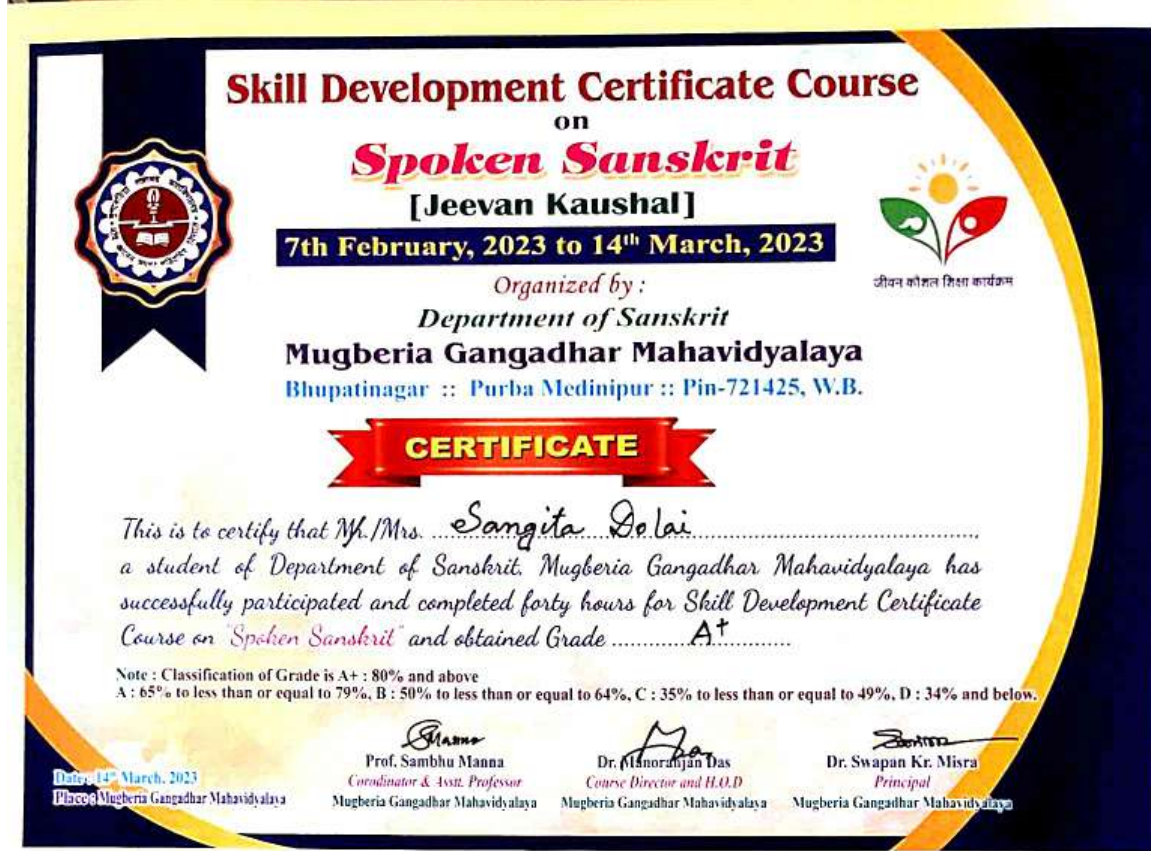 Skill Development Certificate Course
on
Spoken Sanskrit
[Jeevan Kaushal]
7th February, 2023 to 14th March, 2023
जीवन कौशल शिक्षा कार्यक्रम
Organized by :
Department of Sanskrit
Mugberia Gangadhar Mahavidyalaya
Bhupatinagar :: Purba Medinipur :: Pin-721425, W.B.
CERTIFICATE
This is to certify that Mr./Mrs. Sangita Dolai
a student of Department of Sanskrit, Mugberia Gangadhar Mahavidyalaya has
successfully participated and completed forty hours for Skill Development Certificate
Course on "Spoken Sanskrit" and obtained Grade A+
Note : Classification of Grade is A+ : 80% and above
A : 65% to less than or equal to 79%, B : 50% to less than or equal to 64%, C : 35% to less than or equal to 49%, D : 34% and below.
Date : 14th March, 2023
Place : Mugberia Gangadhar Mahavidyalaya
SManna
Prof. Sambhu Manna
Coordinator & Asstt. Professor
Mugberia Gangadhar Mahavidyalaya
Dr. Manoranjan Das
Course Director and H.O.D
Mugberia Gangadhar Mahavidyalaya
Dr. Swapan Kr. Misra
Principal
Mugberia Gangadhar Mahavidyalaya